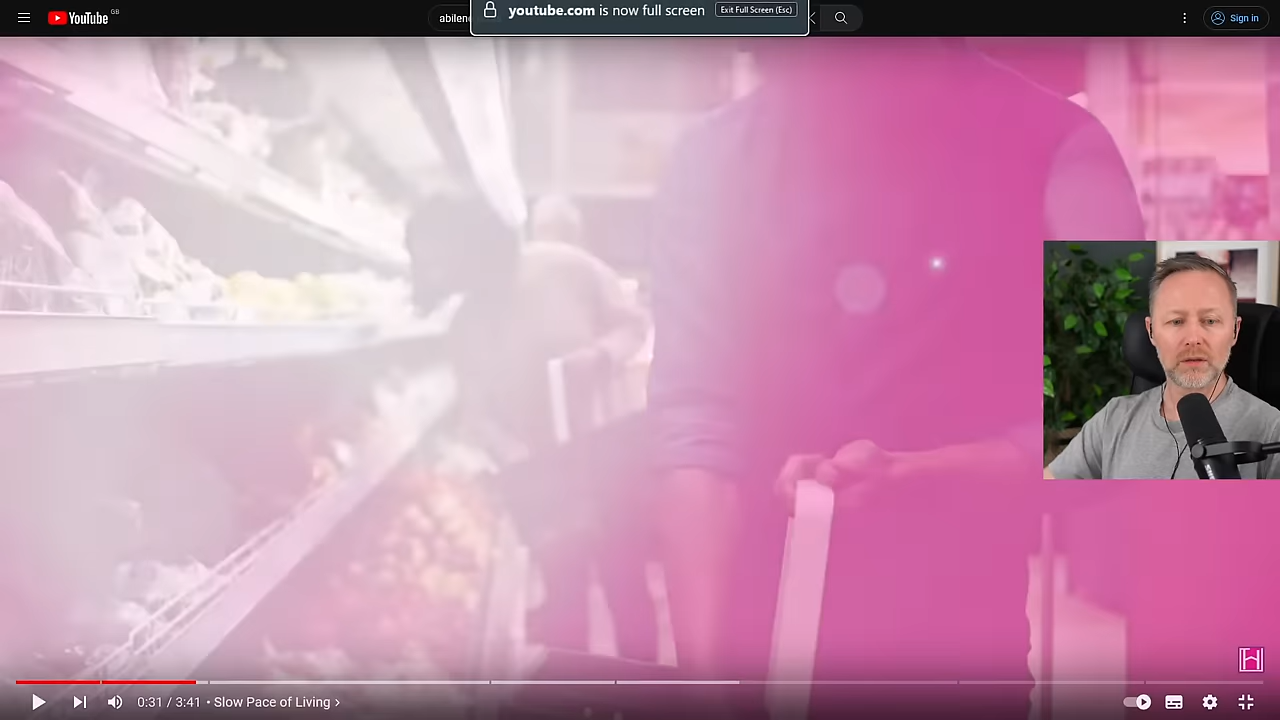 YouTube GB
abilen
youtube.com is now full screen
Exit Full Screen (Esc)
Sign in
0:31 / 3:41 • Slow Pace of Living ›